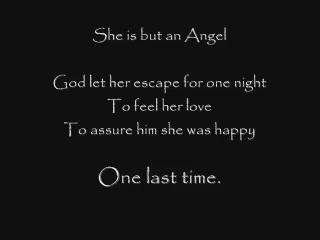 She is but an Angel
God let her escape for one night
To feel her love
To assure him she was happy
One last time.